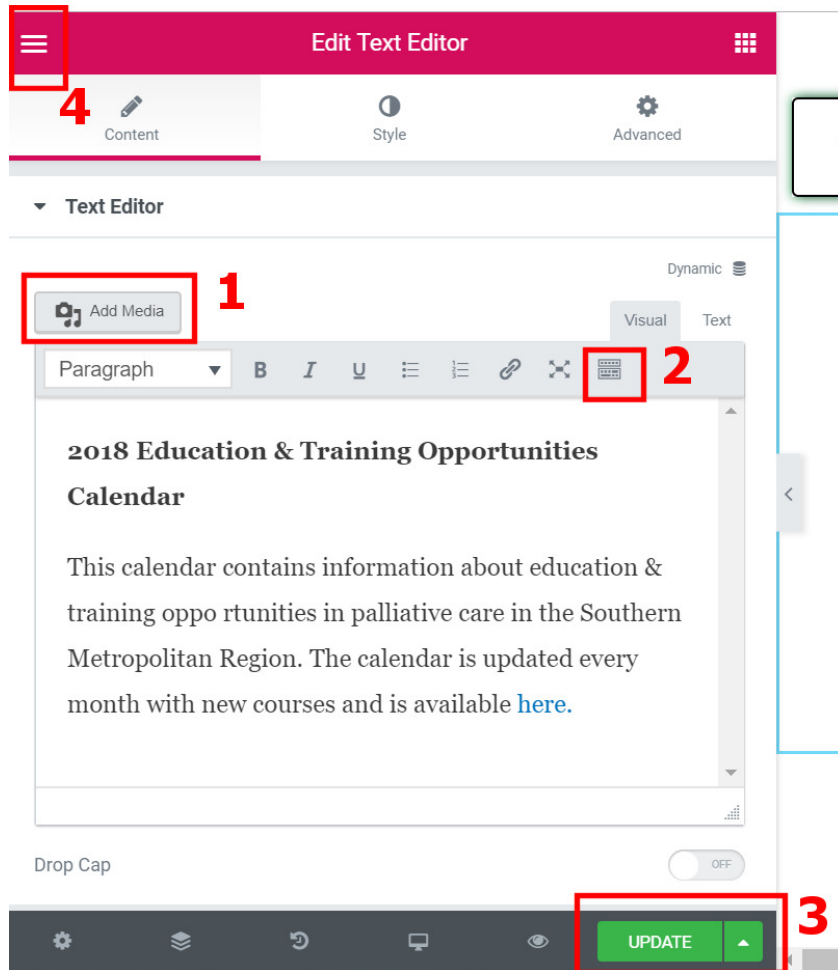 Edit Text Editor
4
Content
Style
Advanced
Text Editor
Dynamic
Add Media
1
Visual
Text
Paragraph
B
I
U
2
2018 Education & Training Opportunities
Calendar
This calendar contains information about education &
training oppo rtunities in palliative care in the Southern
Metropolitan Region. The calendar is updated every
month with new courses and is available here.
Drop Cap
OFF
UPDATE
3